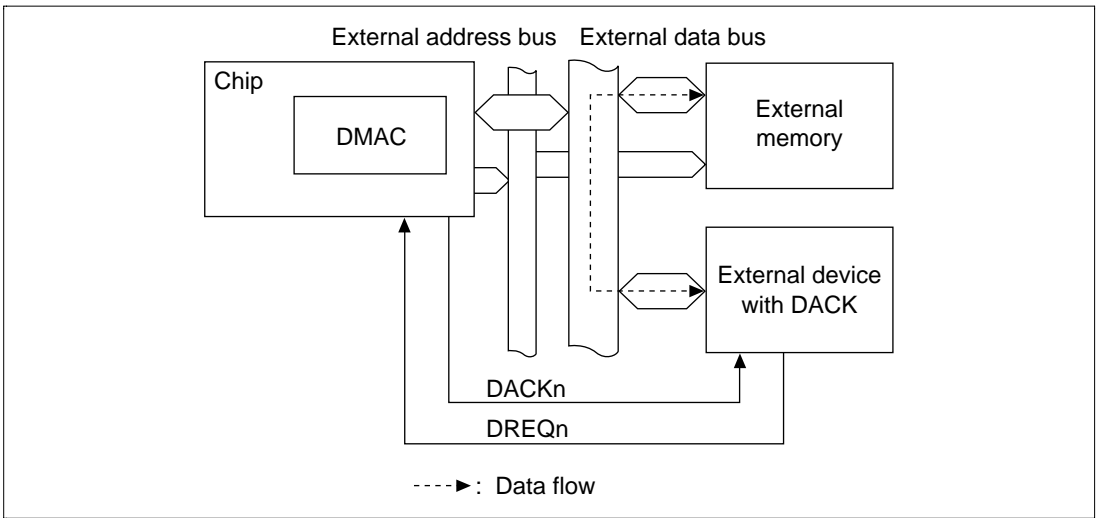 External address bus
External data bus
Chip
DMAC
External
memory
External device
with DACK
DACKn
DREQn
: Data flow